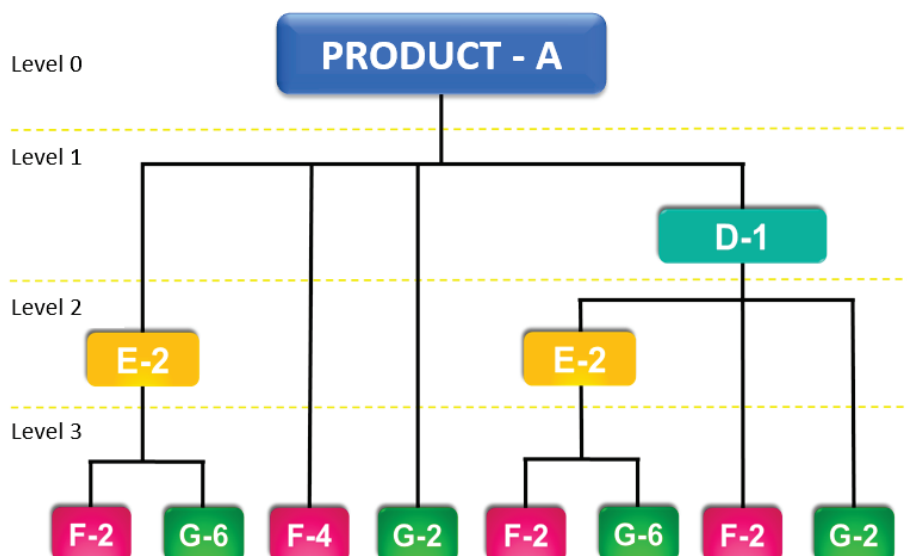 PRODUCT - A
Level 0
Level 1
D-1
Level 2
E-2
E-2
Level 3
F-2
G-6
F-4
G-2
F-2
G-6
F-2
G-2